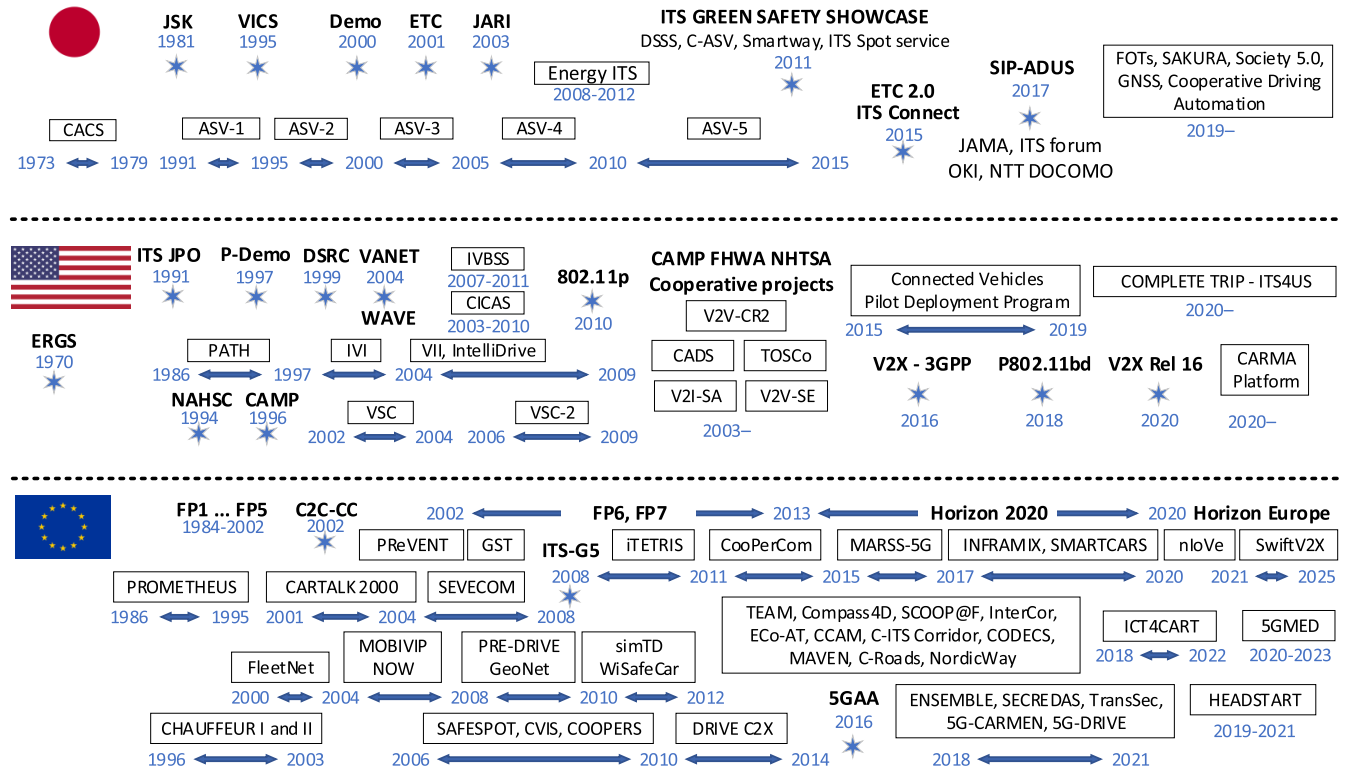 JSK
1981
VICS
1995
Demo
2000
ETC
2001
JARI
2003
ITS GREEN SAFETY SHOWCASE
DSSS, C-ASV, Smartway, ITS Spot service
2011
Energy ITS
2008-2012
ETC 2.0
ITS Connect
2015
SIP-ADUS
2017
JAMA, ITS forum
OKI, NTT DOCOMO
FOTs, SAKURA, Society 5.0,
GNSS, Cooperative Driving
Automation
2019–
CACS
ASV-1
ASV-2
ASV-3
ASV-4
ASV-5
1973
1979
1991
1995
2000
2005
2010
2015
ITS JPO
1991
P-Demo
1997
DSRC
1999
VANET
2004
WAVE
IVBSS
2007-2011
CICAS
2003-2010
802.11p
2010
CAMP FHWA NHTSA
Cooperative projects
V2V-CR2
CADS
TOSCo
V2I-SA
V2V-SE
2003–
Connected Vehicles
Pilot Deployment Program
2015
2019
COMPLETE TRIP - ITS4US
2020–
ERGS
1970
PATH
IVI
VII, IntelliDrive
1986
1997
2004
2009
NAHSC
1994
CAMP
1996
VSC
2002
2004
VSC-2
2006
2009
V2X - 3GPP
2016
P802.11bd
2018
V2X Rel 16
2020
CARMA
Platform
2020–
FP1 ... FP5
1984-2002
C2C-CC
2002
2002
FP6, FP7
2013
Horizon 2020
2020
Horizon Europe
PReVENT
GST
ITS-G5
2008
iTETRIS
2011
CooPerCom
2015
MARSS-5G
2017
INFRAMIX, SMARTCARS
2020
nIoVe
2021
SwiftV2X
2025
PROMETHEUS
1986
1995
CARTALK 2000
2001
2004
SEVECOM
2008
TEAM, Compass4D, SCOOP@F, InterCor,
ECo-AT, CCAM, C-ITS Corridor, CODECS,
MAVEN, C-Roads, NordicWay
ICT4CART
2018
2022
5GMED
2020-2023
FleetNet
2000
2004
MOBIVIP
NOW
2008
PRE-DRIVE
GeoNet
2010
simTD
WiSafeCar
2012
CHAUFFEUR I and II
1996
2003
SAFESPOT, CVIS, COOPERS
2006
2010
DRIVE C2X
2014
5GAA
2016
ENSEMBLE, SECREDAS, TransSec,
5G-CARMEN, 5G-DRIVE
2018
2021
HEADSTART
2019-2021